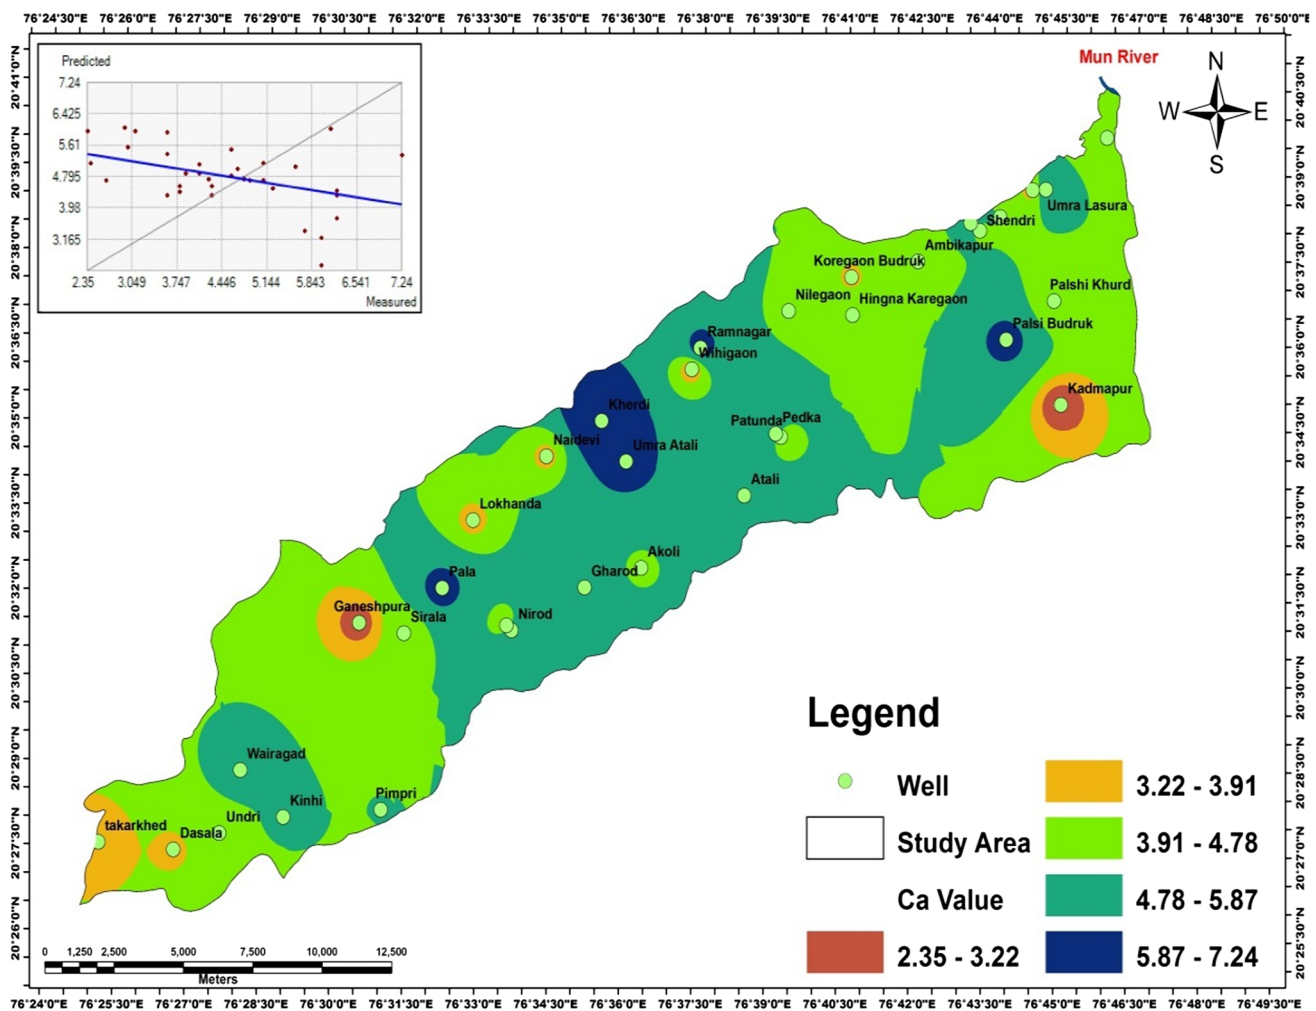 76°24'30"E 76°26'0"E 76°27'30"E 76°29'0"E 76°30'30"E 76°32'0"E 76°33'30"E 76°35'0"E 76°36'30"E 76°38'0"E 76°39'30"E 76°41'0"E 76°42'30"E 76°44'0"E 76°45'30"E 76°47'0"E 76°48'30"E 76°50'0"E
Predicted
7.24
6.425
5.61
4.795
3.98
3.165
2.35 3.049 3.747 4.446 5.144 5.843 6.541 7.24
Measured
Mun River
N
W E
S
Umra Lasura
Shendri
Ambikapur
Koregaon Budruk
Palshi Khurd
Nilegaon
Hingna Karegaon
Palsi Budruk
Ramnagar
Wihigaon
Kadmapur
Kherdi
Patunda
Pedka
Naidevi
Umra Atali
Atali
Lokhanda
Akoli
Pala
Gharod
Ganeshpura
Sirala
Nirod
Wairagad
Pimpri
Kinhi
Undri
takarkhed
Dasala
Legend
Well
Study Area
Ca Value
2.35 - 3.22
3.22 - 3.91
3.91 - 4.78
4.78 - 5.87
5.87 - 7.24
0 1,250 2,500 5,000 7,500 10,000 12,500
Meters
20°41'0"N
20°39'30"N
20°38'0"N
20°36'30"N
20°35'0"N
20°33'30"N
20°32'0"N
20°30'30"N
20°29'0"N
20°27'30"N
20°26'0"N
20°40'30"N
20°39'0"N
20°37'30"N
20°36'0"N
20°34'30"N
20°33'0"N
20°31'30"N
20°30'0"N
20°28'30"N
20°27'0"N
20°25'30"N
76°24'0"E 76°25'30"E 76°27'0"E 76°28'30"E 76°30'0"E 76°31'30"E 76°33'0"E 76°34'30"E 76°36'0"E 76°37'30"E 76°39'0"E 76°40'30"E 76°42'0"E 76°43'30"E 76°45'0"E 76°46'30"E 76°48'0"E 76°49'30"E